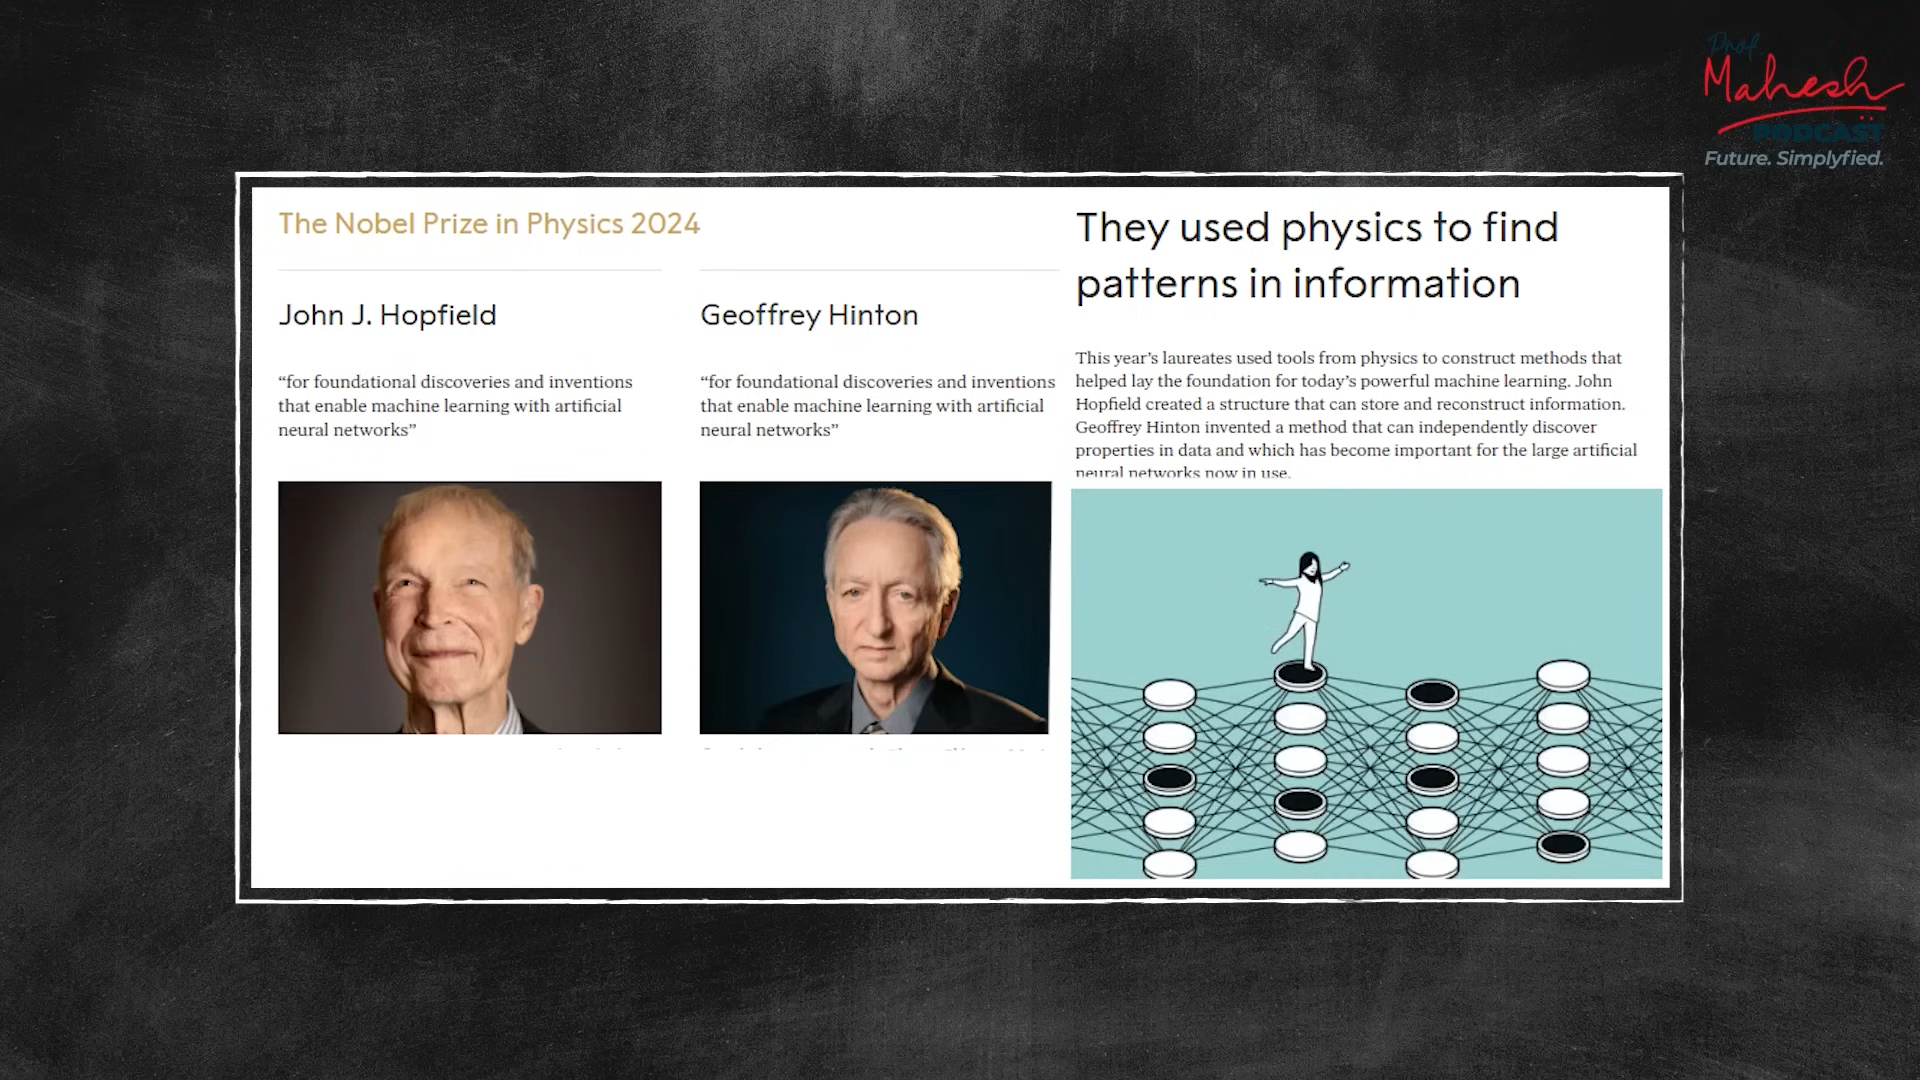 Prof.
Mahesh
PODCAST
Future. Simplyfied.
The Nobel Prize in Physics 2024
John J. Hopfield
“for foundational discoveries and inventions
that enable machine learning with artificial
neural networks”
Geoffrey Hinton
“for foundational discoveries and inventions
that enable machine learning with artificial
neural networks”
They used physics to find
patterns in information
This year’s laureates used tools from physics to construct methods that
helped lay the foundation for today’s powerful machine learning. John
Hopfield created a structure that can store and reconstruct information.
Geoffrey Hinton invented a method that can independently discover
properties in data and which has become important for the large artificial
neural networks now in use.